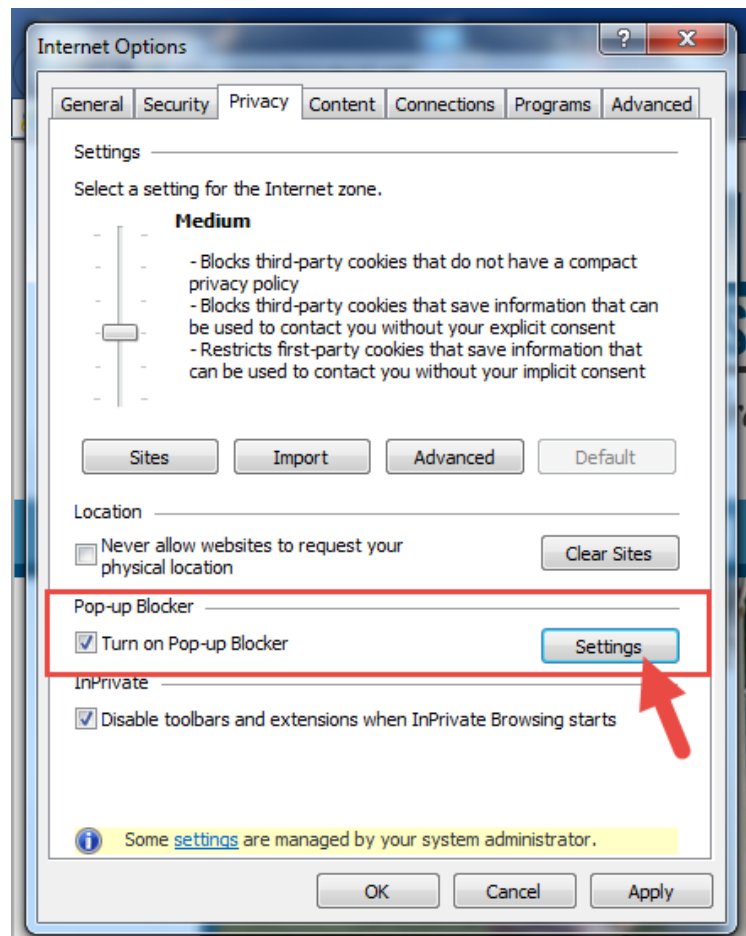 Internet Options
?
X
General Security Privacy Content Connections Programs Advanced
Settings
Select a setting for the Internet zone.
Medium
- Blocks third-party cookies that do not have a compact
privacy policy
- Blocks third-party cookies that save information that can
be used to contact you without your explicit consent
- Restricts first-party cookies that save information that
can be used to contact you without your implicit consent
Sites Import Advanced Default
Location
Never allow websites to request your
physical location
Clear Sites
Pop-up Blocker
Turn on Pop-up Blocker
Settings
InPrivate
Disable toolbars and extensions when InPrivate Browsing starts
Some settings are managed by your system administrator.
OK Cancel Apply